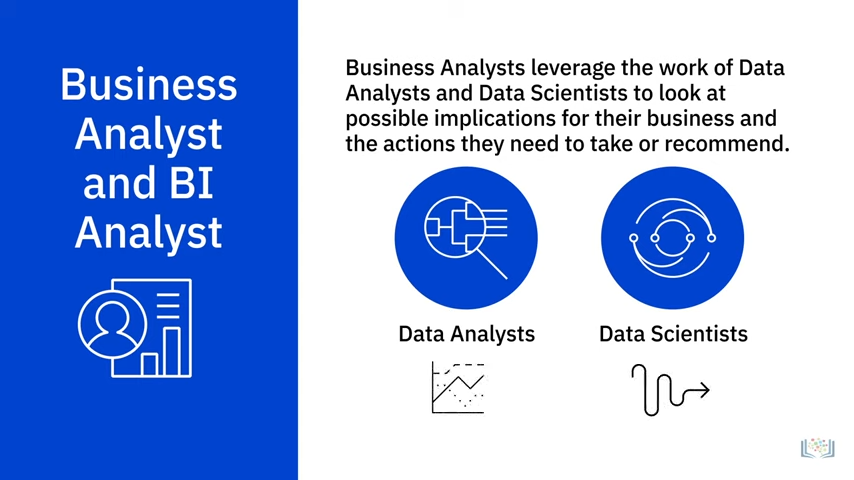 Business
Analyst
and BI
Analyst
Business Analysts leverage the work of Data
Analysts and Data Scientists to look at
possible implications for their business and
the actions they need to take or recommend.
Data Analysts
Data Scientists